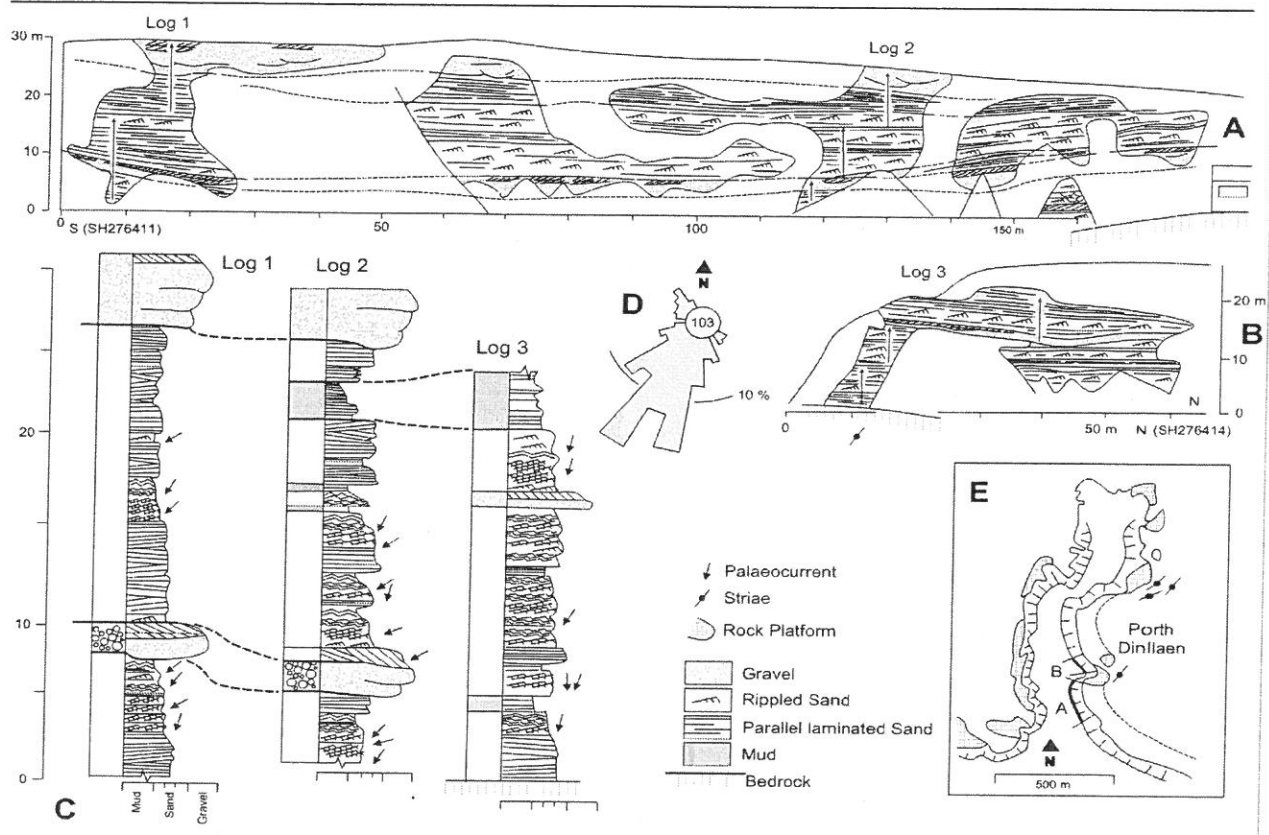 Log 1
Log 2
30 m
20
10
0
A
0
S (SH276411)
50
100
150 m
Log 1
Log 2
Log 3
D
N
103
10 %
Log 3
20 m
B
10
0
N
0
50 m
N (SH276414)
20
10
0
C
Mud
Sand
Gravel
Palaeocurrent
Striae
Rock Platform
Gravel
Rippled Sand
Parallel laminated Sand
Mud
Bedrock
E
Porth
Dinllaen
B
A
N
500 m